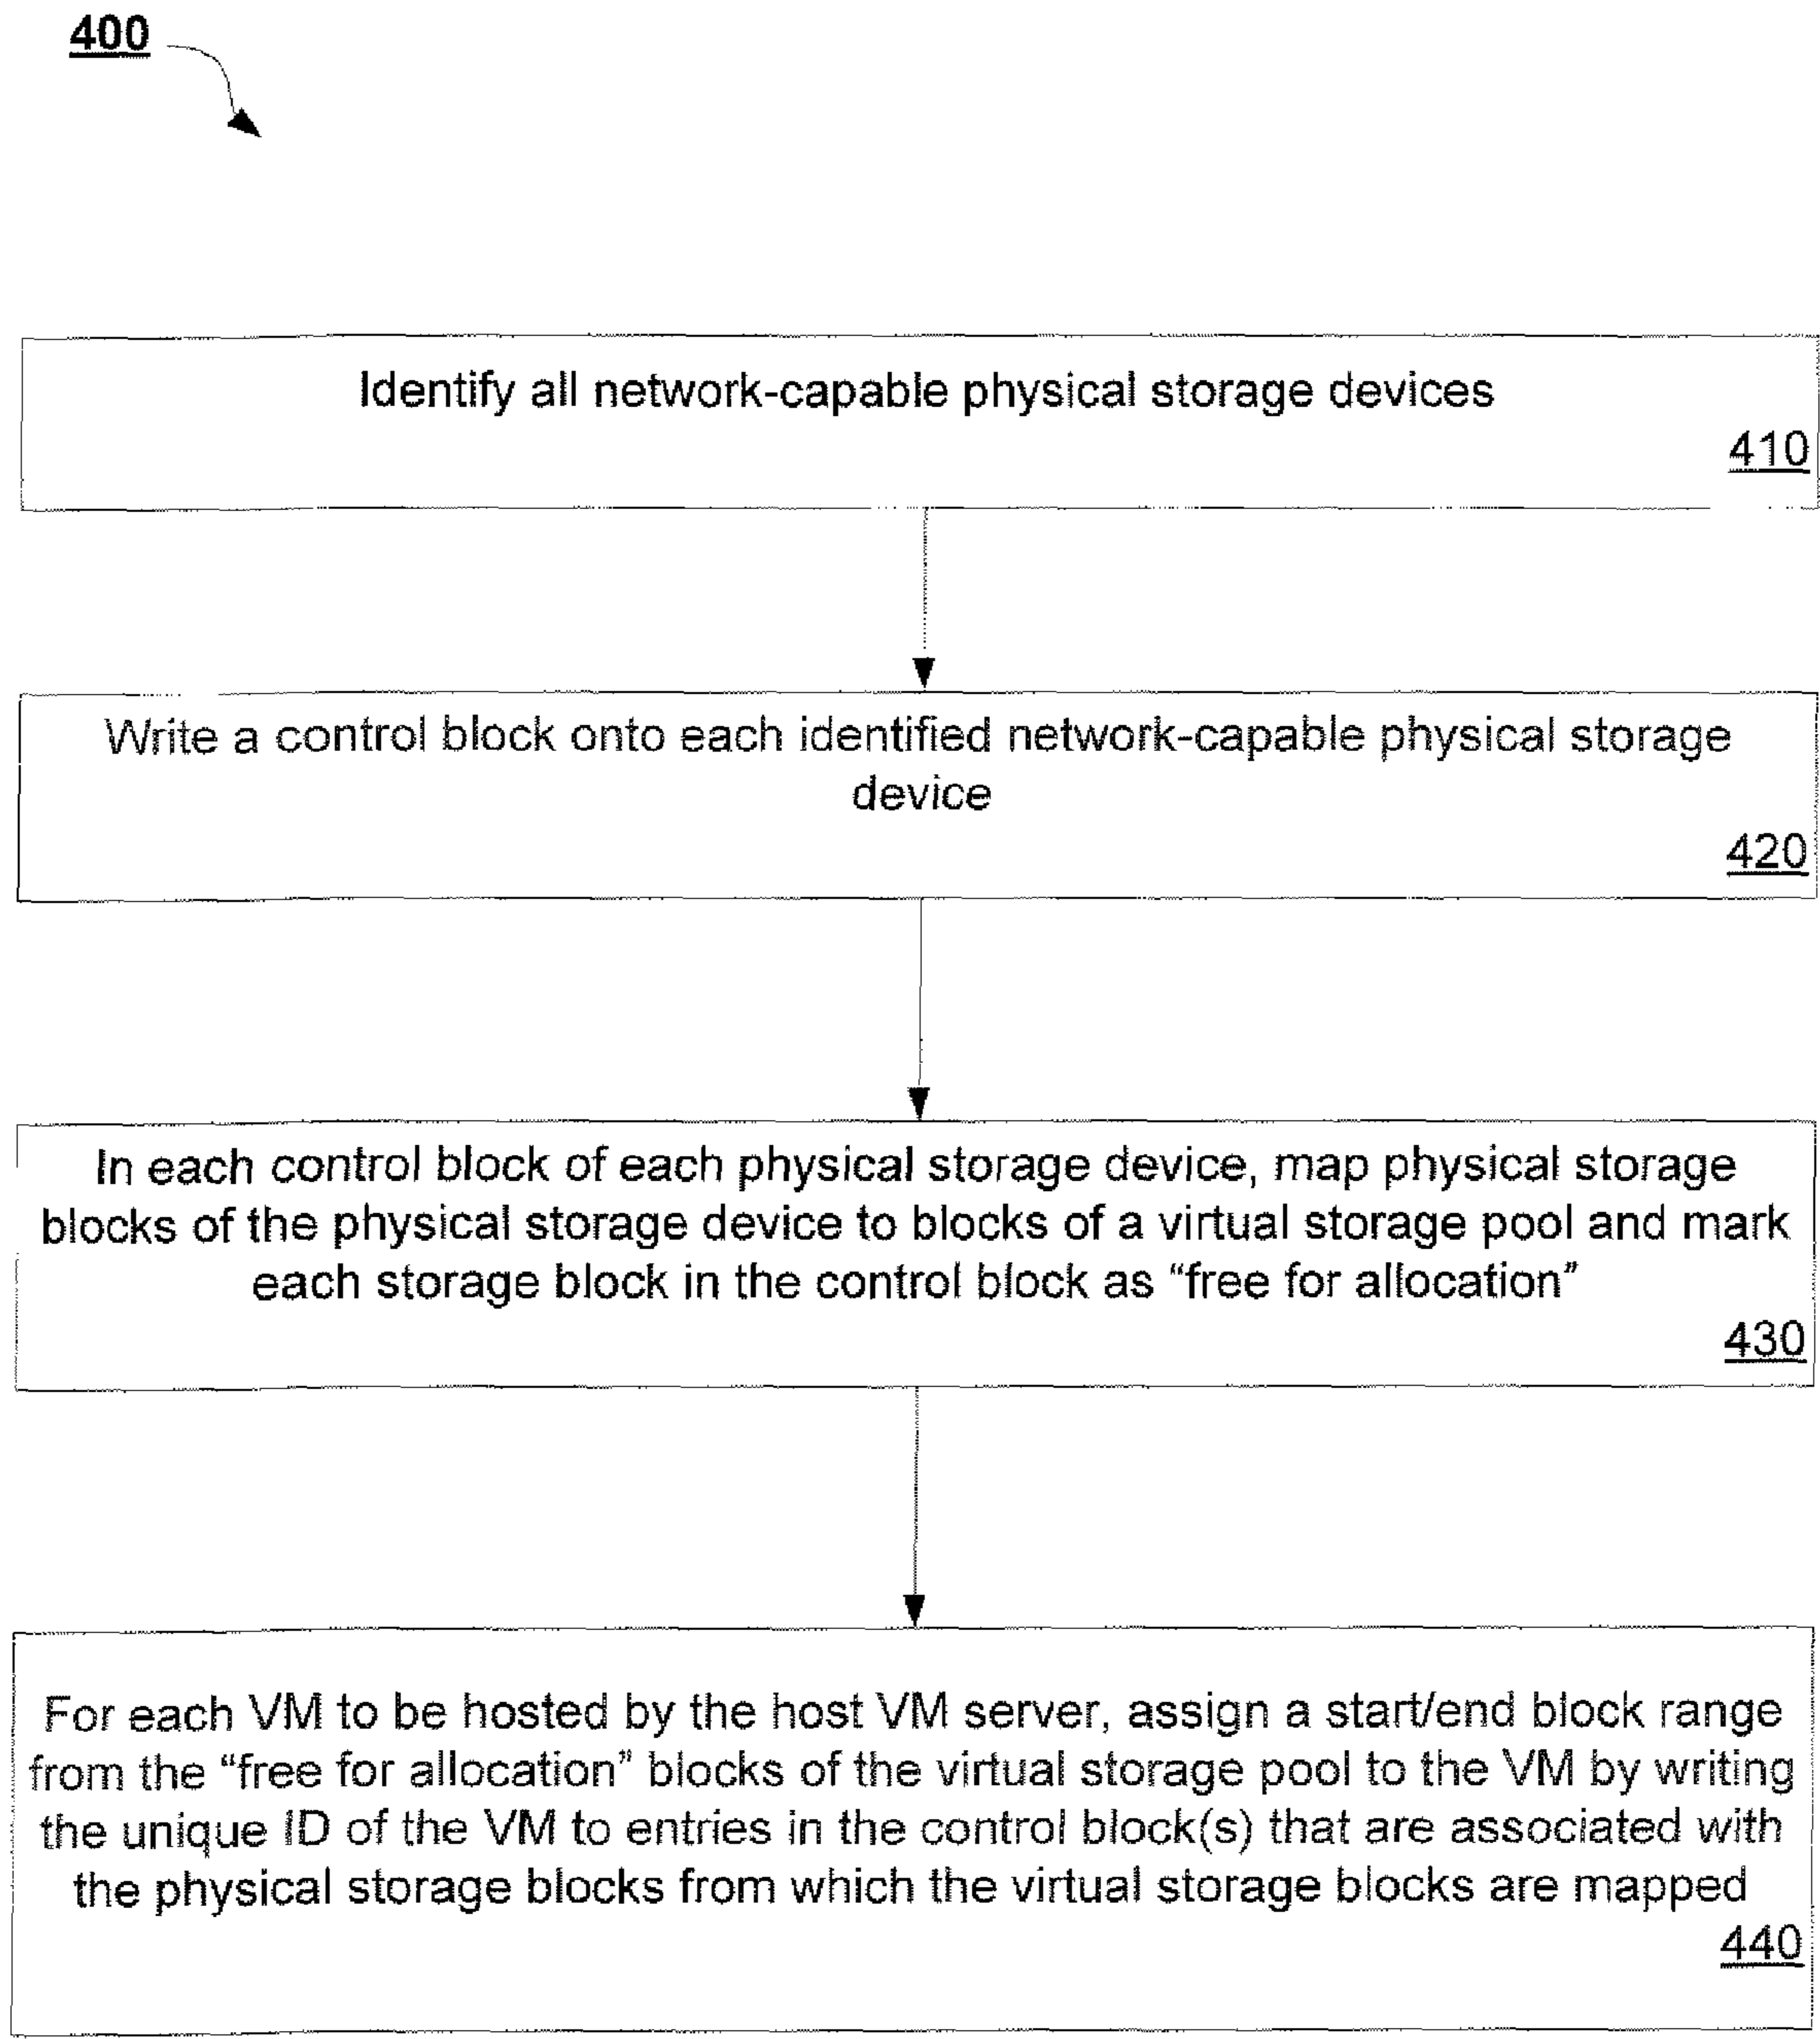 400
Identify all network-capable physical storage devices
410
Write a control block onto each identified network-capable physical storage
device
420
In each control block of each physical storage device, map physical storage
blocks of the physical storage device to blocks of a virtual storage pool and mark
each storage block in the control block as “free for allocation”
430
For each VM to be hosted by the host VM server, assign a start/end block range
from the “free for allocation” blocks of the virtual storage pool to the VM by writing
the unique ID of the VM to entries in the control block(s) that are associated with
the physical storage blocks from which the virtual storage blocks are mapped
440